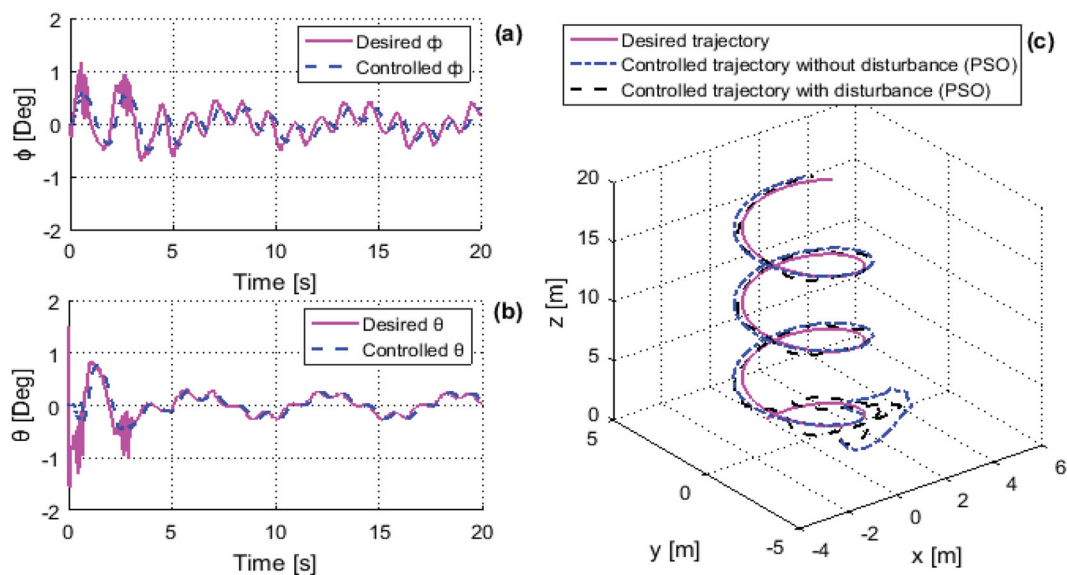 (a)
Desired ϕ
Controlled ϕ
2
1
0
-1
-2
ϕ [Deg]
0 5 10 15 20
Time [s]
(b)
Desired θ
Controlled θ
2
1
0
-1
-2
θ [Deg]
0 5 10 15 20
Time [s]
(c)
Desired trajectory
Controlled trajectory without disturbance (PSO)
Controlled trajectory with disturbance (PSO)
20
15
10
5
0
z [m]
5 0 -5
y [m]
-4 -2 0 2 4 6
x [m]